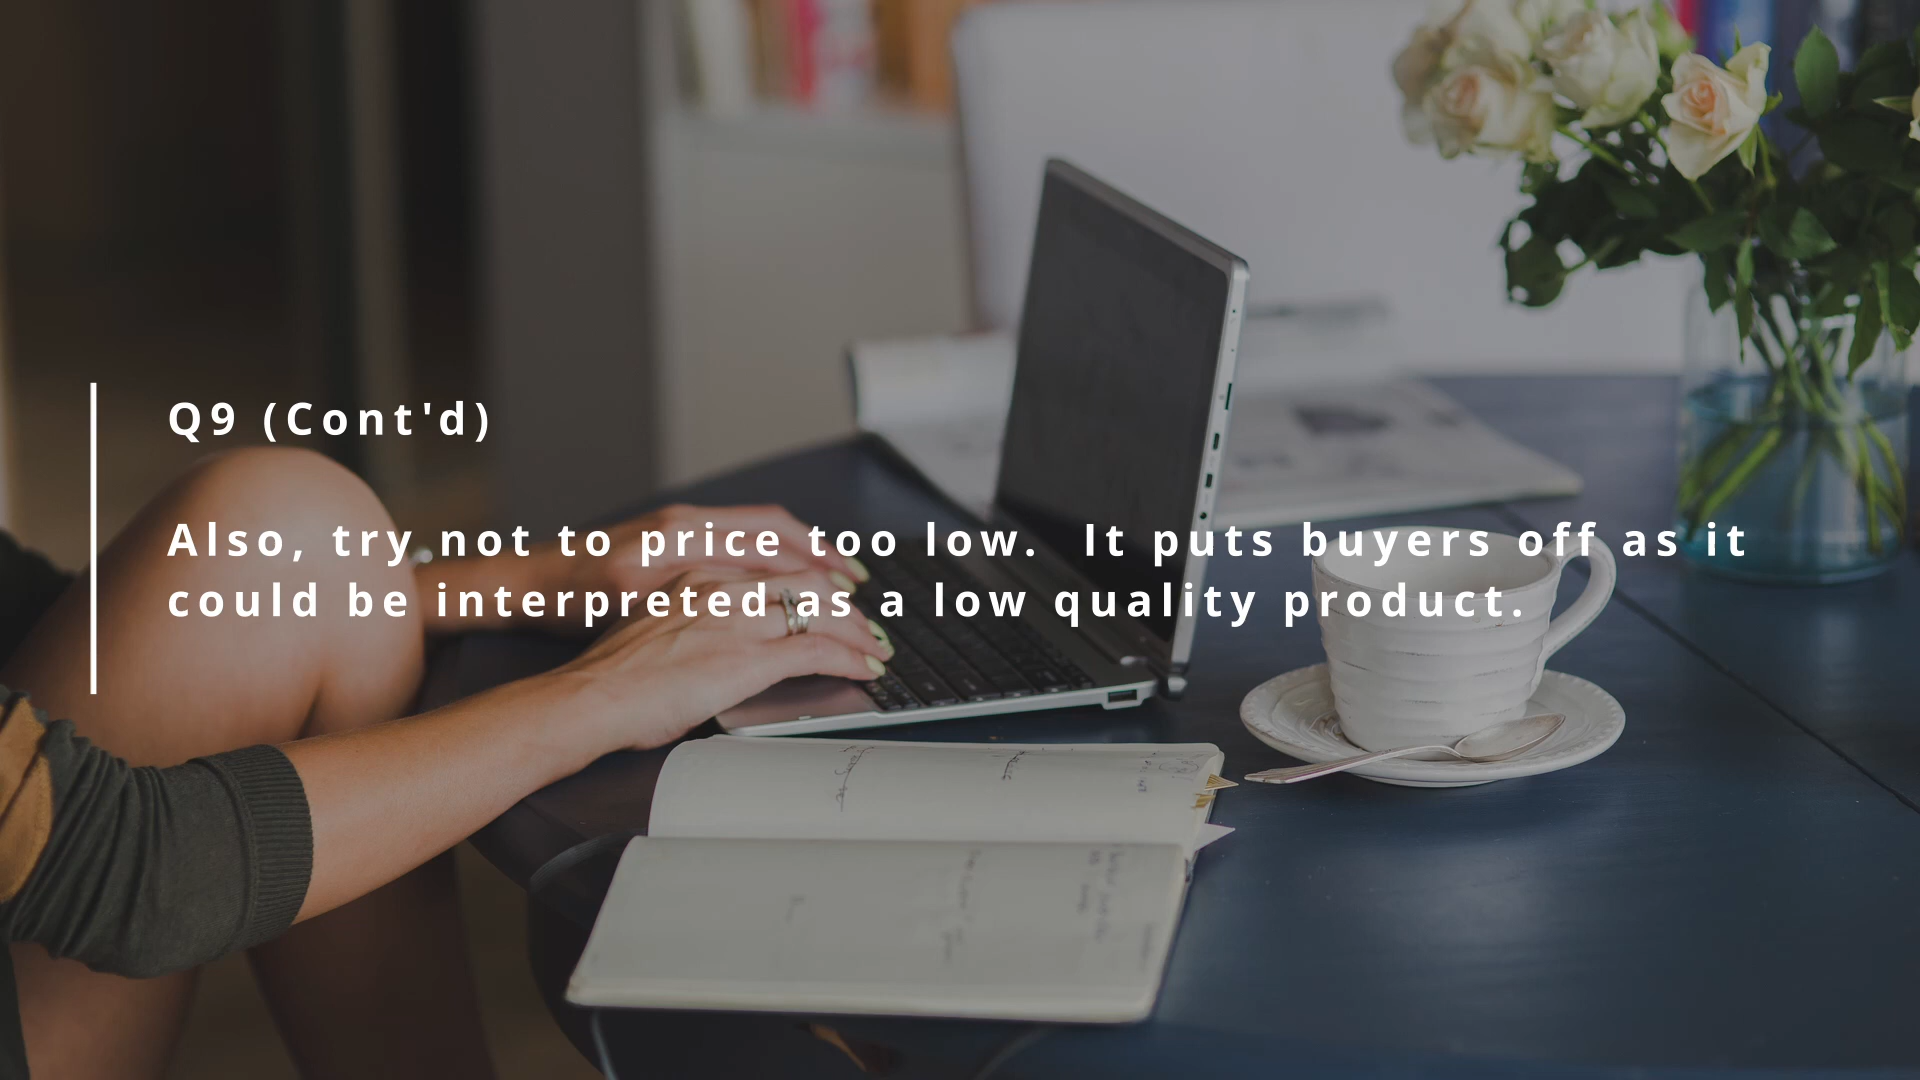 Q9 (Cont'd)
Also, try not to price too low.  It puts buyers off as it
could be interpreted as a low quality product.